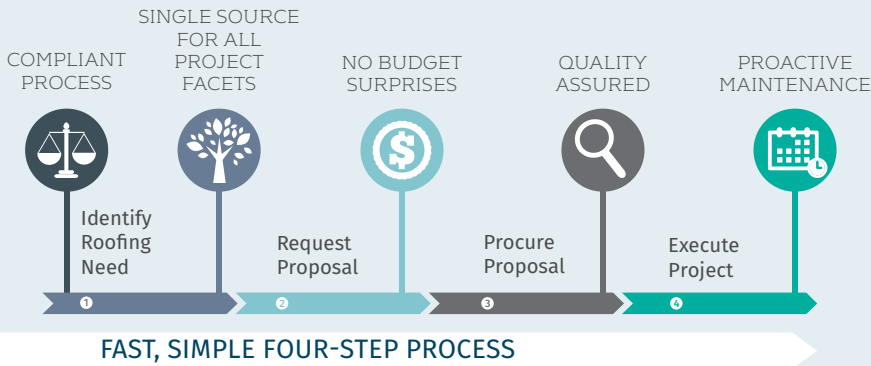 COMPLIANT
PROCESS
SINGLE SOURCE
FOR ALL
PROJECT
FACETS
NO BUDGET
SURPRISES
QUALITY
ASSURED
PROACTIVE
MAINTENANCE
$
Identify
Roofing
Need
Request
Proposal
Procure
Proposal
Execute
Project
1
2
3
4
FAST, SIMPLE FOUR-STEP PROCESS